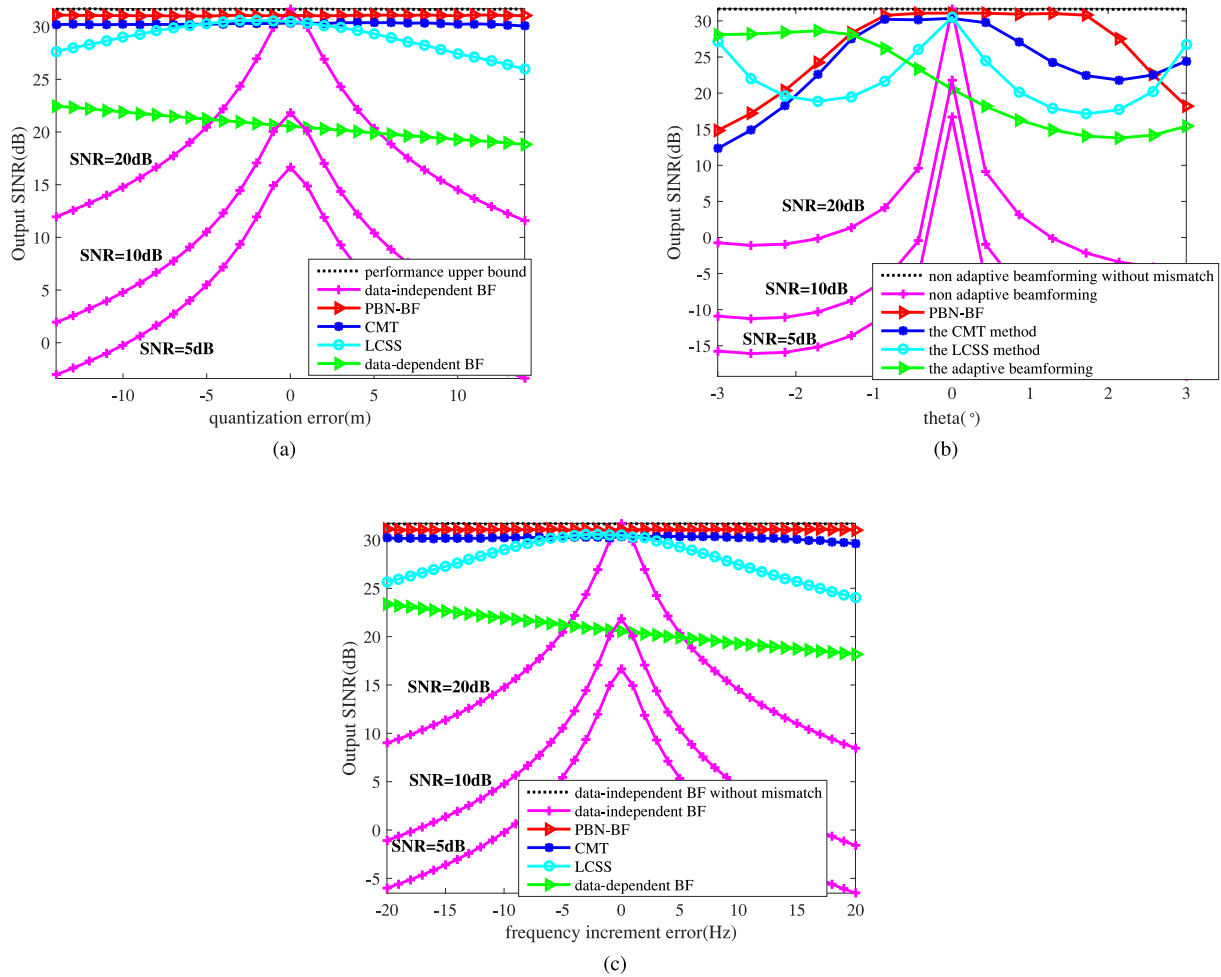 30
25
20
15
10
5
0
Output SINR(dB)
SNR=20dB
SNR=10dB
SNR=5dB
performance upper bound
data-independent BF
PBN-BF
CMT
LCSS
data-dependent BF
-10 -5 0 5 10
quantization error(m)
(a)
30
25
20
15
10
5
0
-5
-10
-15
Output SINR(dB)
SNR=20dB
SNR=10dB
SNR=5dB
non adaptive beamforming without mismatch
non adaptive beamforming
PBN-BF
the CMT method
the LCSS method
the adaptive beamforming
-3 -2 -1 0 1 2 3
theta(°)
(b)
30
25
20
15
10
5
0
-5
Output SINR(dB)
SNR=20dB
SNR=10dB
SNR=5dB
data-independent BF without mismatch
data-independent BF
PBN-BF
CMT
LCSS
data-dependent BF
-20 -15 -10 -5 0 5 10 15 20
frequency increment error(Hz)
(c)